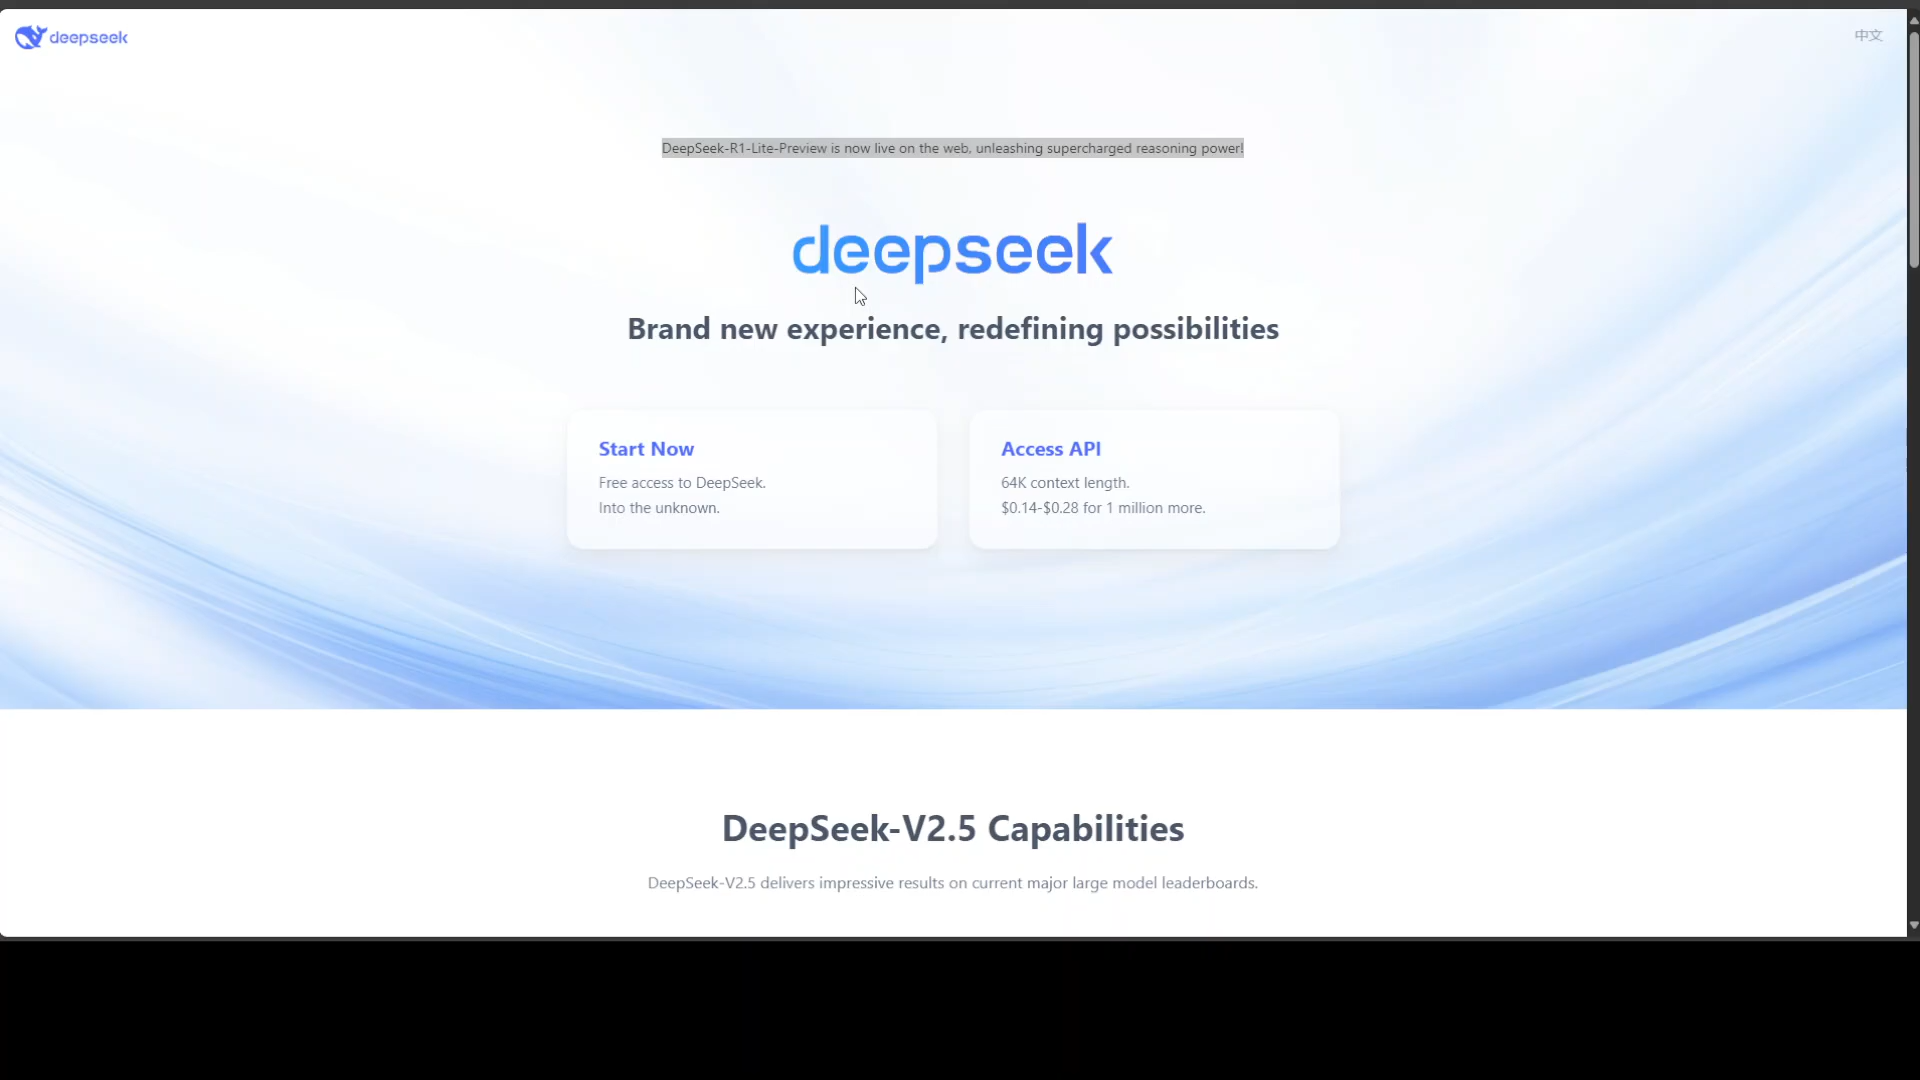 deepseek
中文
DeepSeek-R1-Lite-Preview is now live on the web, unleashing supercharged reasoning power!
deepseek
Brand new experience, redefining possibilities
Start Now
Free access to DeepSeek.
Into the unknown.
Access API
64K context length.
$0.14-$0.28 for 1 million more.
DeepSeek-V2.5 Capabilities
DeepSeek-V2.5 delivers impressive results on current major large model leaderboards.